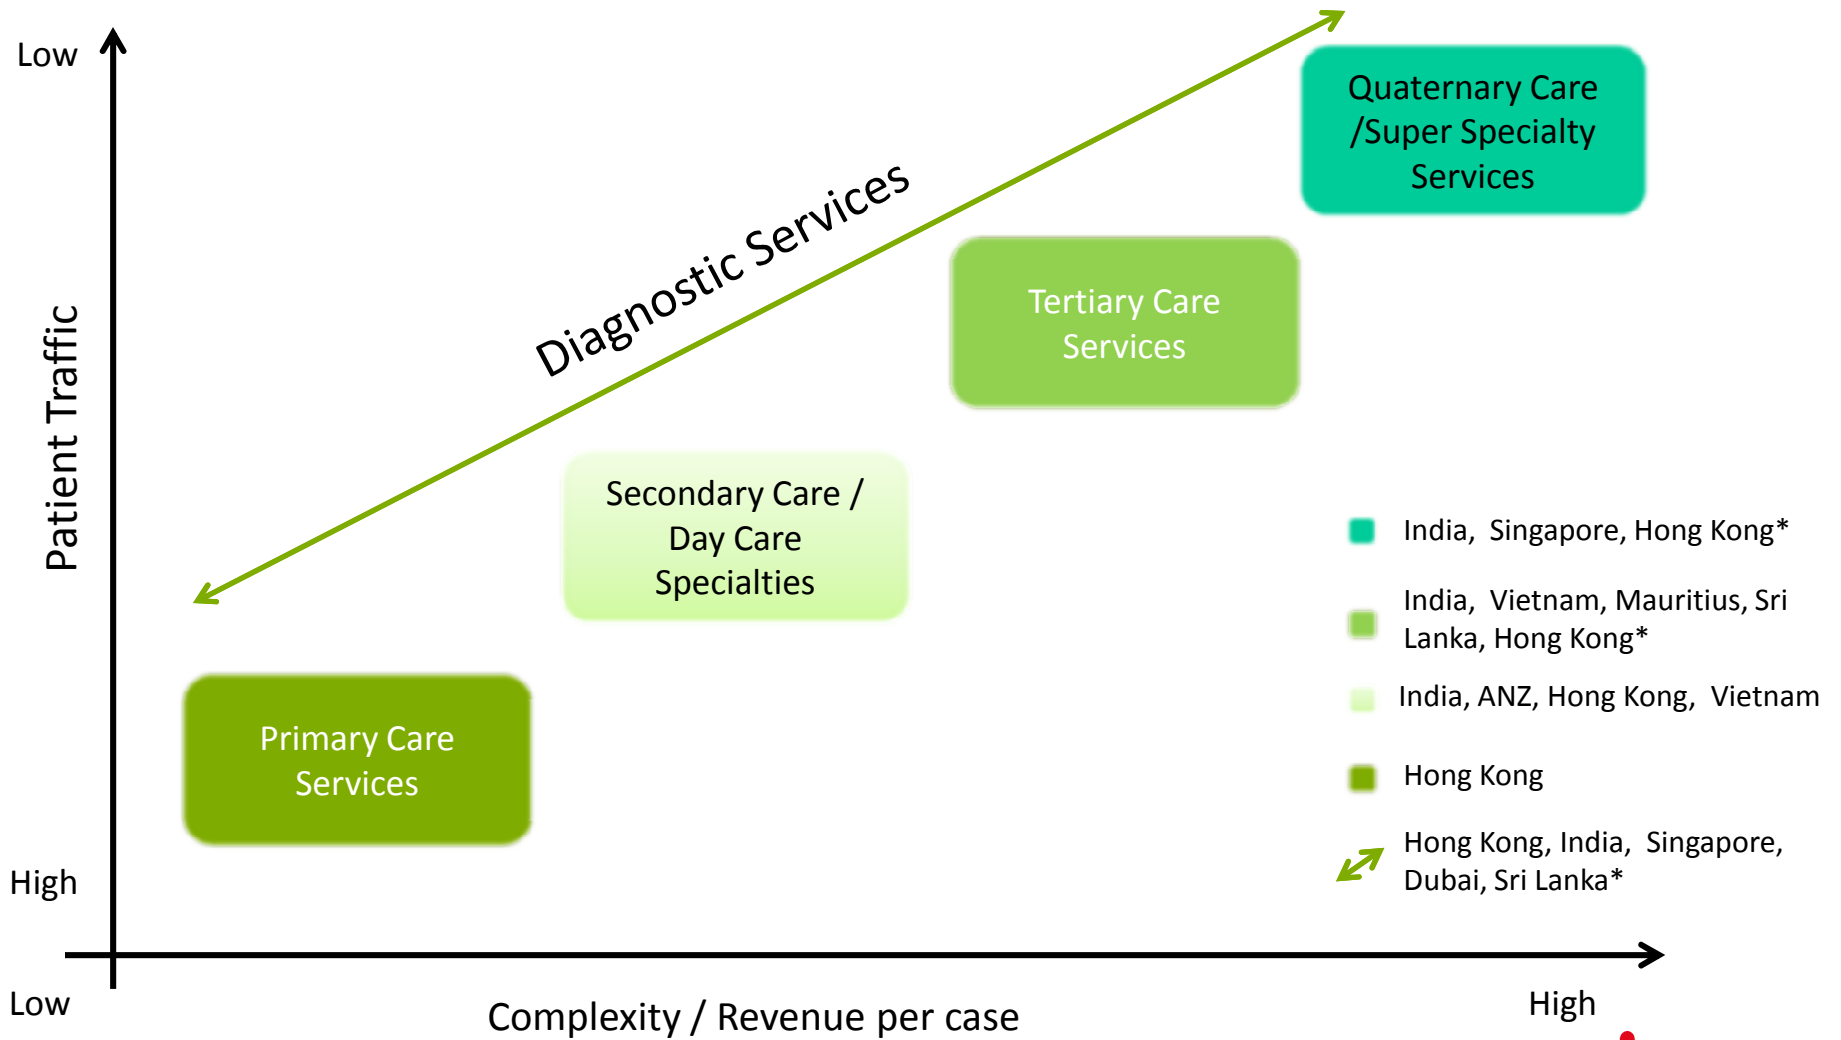 Low
Quaternary Care
/Super Specialty
Services
Diagnostic Services
Tertiary Care
Services
Patient Traffic
Secondary Care /
Day Care
Specialties
Primary Care
Services
India, Singapore, Hong Kong*
India, Vietnam, Mauritius, Sri
Lanka, Hong Kong*
India, ANZ, Hong Kong, Vietnam
Hong Kong
Hong Kong, India, Singapore,
Dubai, Sri Lanka*
High
Low
Complexity / Revenue per case
High